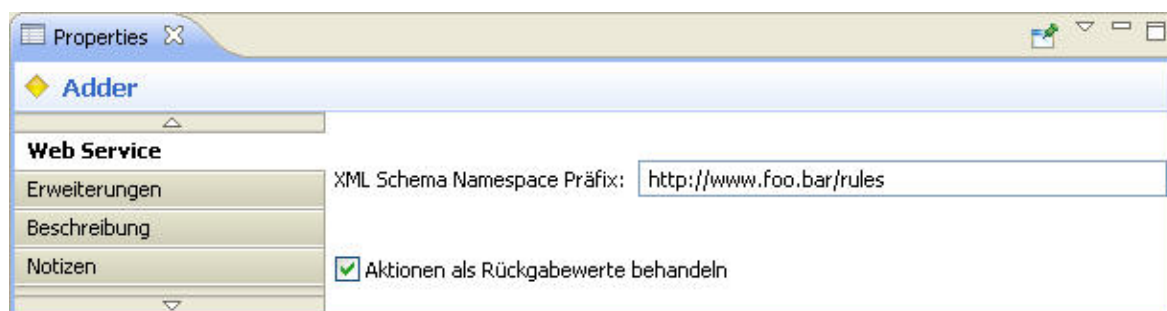 Properties
Adder
Web Service
Erweiterungen
Beschreibung
Notizen
XML Schema Namespace Präfix: http://www.foo.bar/rules
Aktionen als Rückgabewerte behandeln